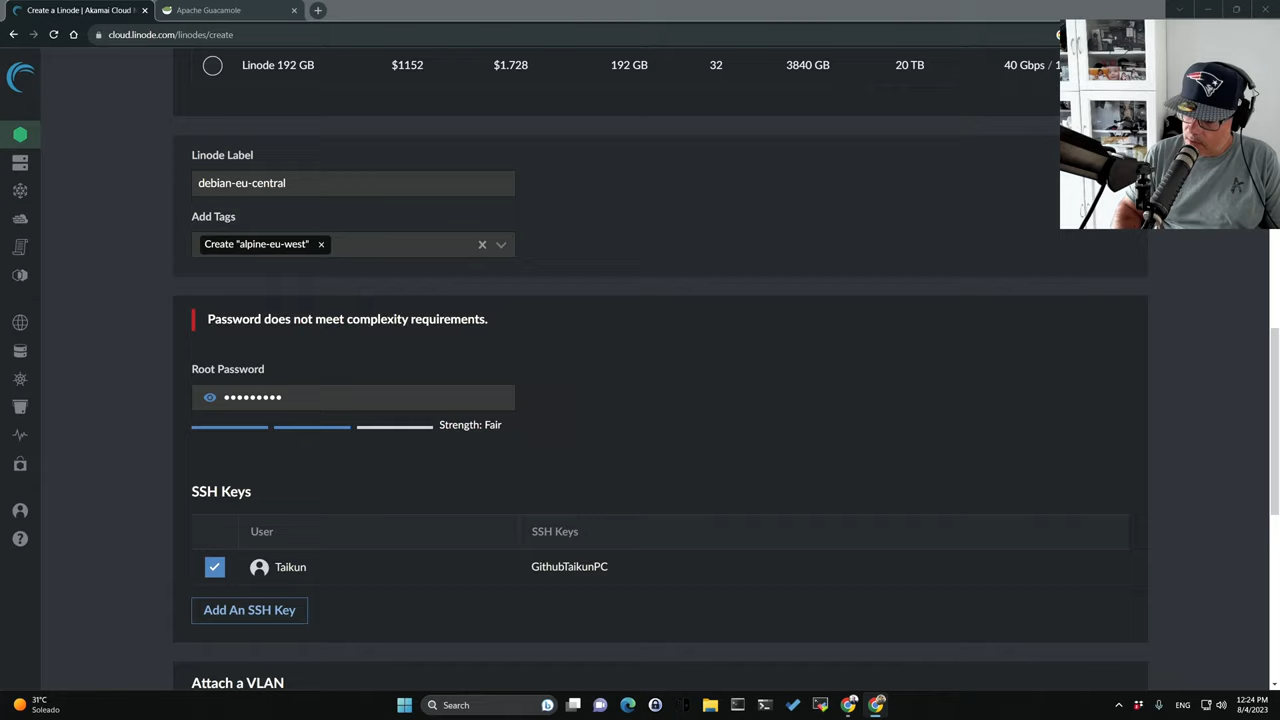 Create a Linode | Akamai Cloud M
Apache Guacamole
cloud.linode.com/linodes/create
Linode 192 GB $1152 $1.728 192 GB 32 3840 GB 20 TB 40 Gbps / 1
Linode Label
debian-eu-central
Add Tags
Create "alpine-eu-west" ×
Password does not meet complexity requirements.
Root Password
•••••••••
Strength: Fair
SSH Keys
User SSH Keys
Taikun GithubTaikunPC
Add An SSH Key
Attach a VLAN
31°C
Soleado
Search
ENG
12:24 PM
8/4/2023